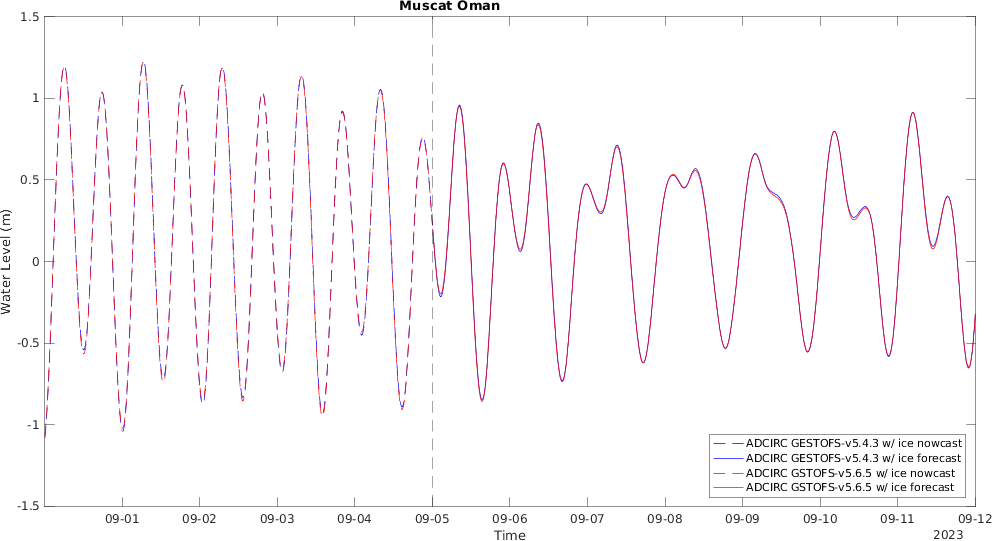 Muscat Oman
1.5
1
0.5
0
-0.5
-1
-1.5
Water Level (m)
ADCIRC GESTOFS-v5.4.3 w/ ice nowcast
ADCIRC GESTOFS-v5.4.3 w/ ice forecast
ADCIRC GSTOFS-v5.6.5 w/ ice nowcast
ADCIRC GSTOFS-v5.6.5 w/ ice forecast
09-01 09-02 09-03 09-04 09-05 09-06 09-07 09-08 09-09 09-10 09-11 09-12
Time
2023